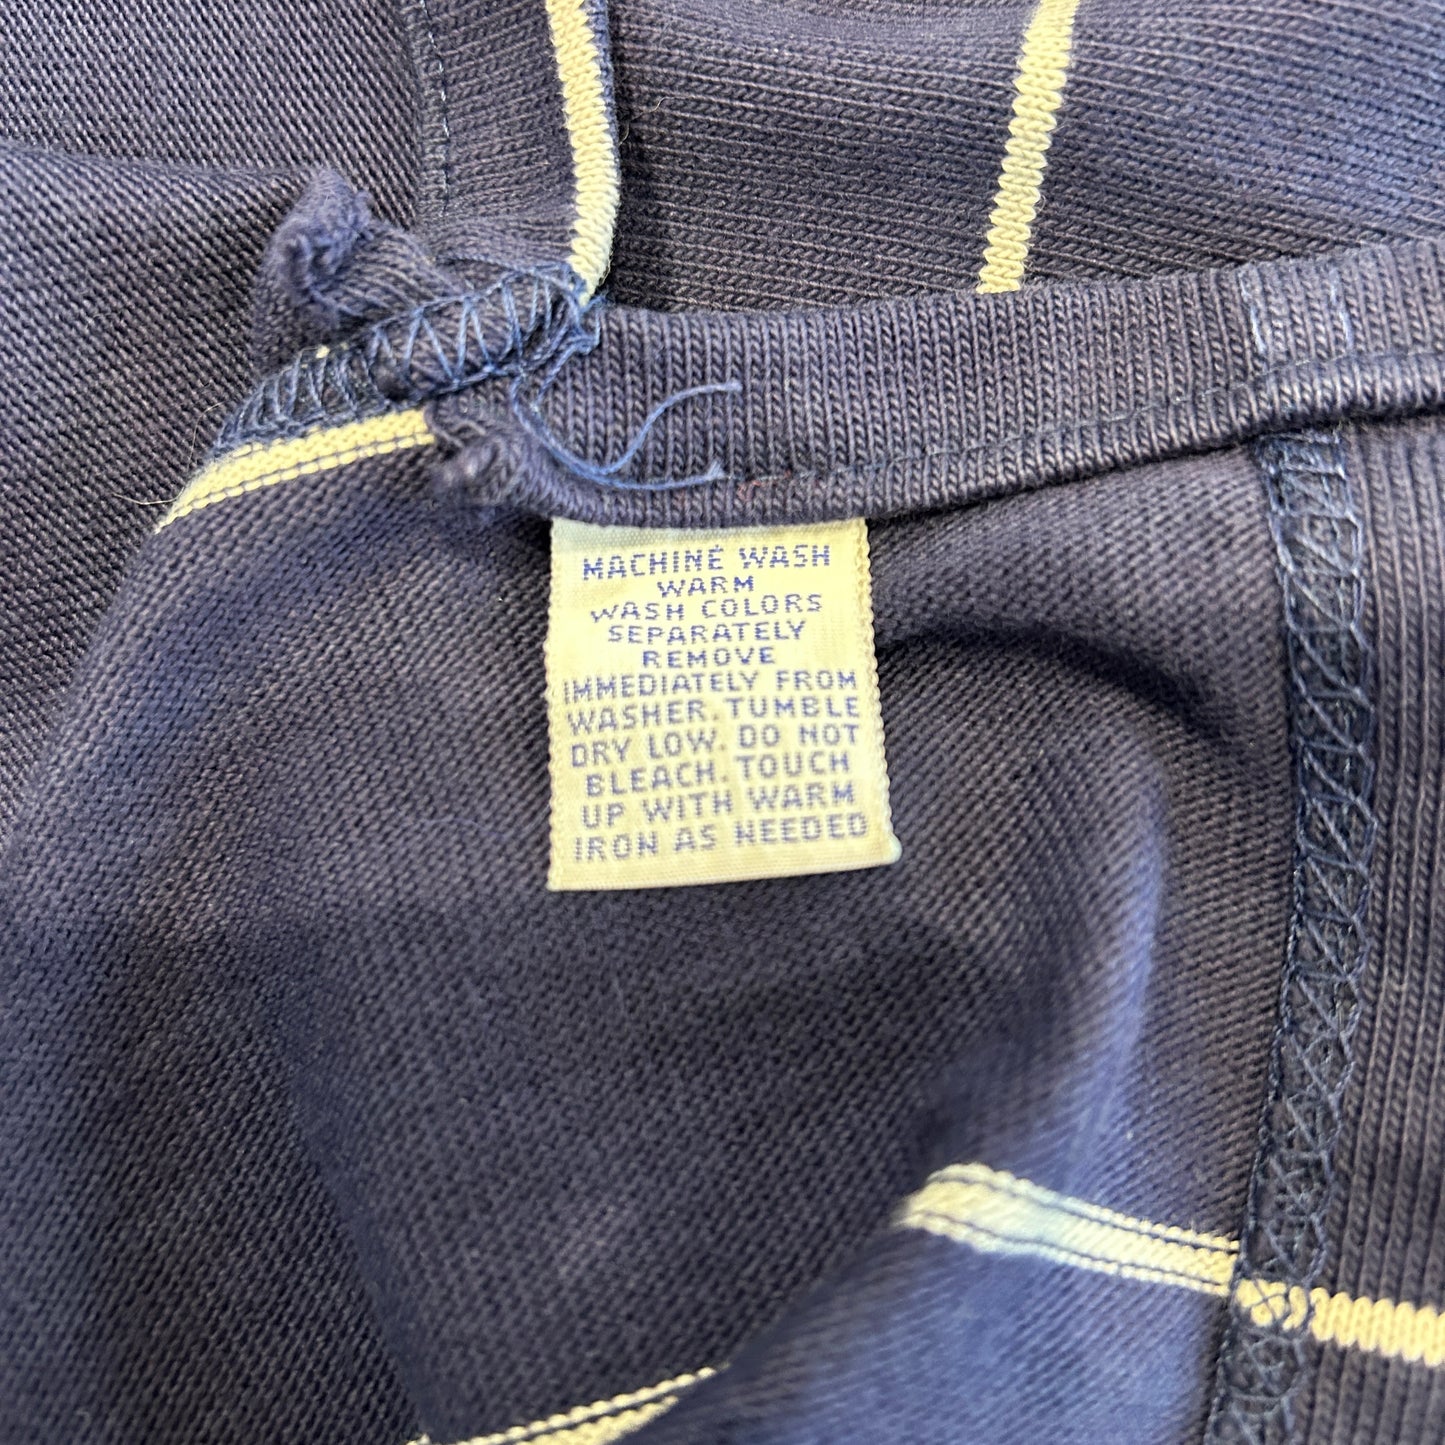 MACHINE WASH
WARM
WASH COLORS
SEPARATELY
REMOVE
IMMEDIATELY FROM
WASHER. TUMBLE
DRY LOW. DO NOT
BLEACH. TOUCH
UP WITH WARM
IRON AS NEEDED